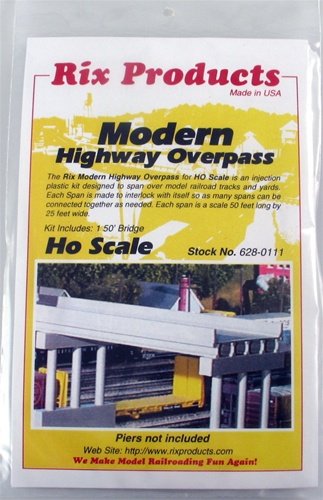 Rix Products
Made in USA
Modern
Highway Overpass
The Rix Modern Highway Overpass for HO Scale is an injection
plastic kit designed to span over model railroad tracks and yards.
Each Span is made to interlock with itself so as many spans can be
connected together as needed. Each span is a scale 50 feet long by
25 feet wide.
Kit Includes: 1-50' Bridge
Ho Scale
Stock No. 628-0111
Piers not included
Web Site: http://www.rixproducts.com
We Make Model Railroading Fun Again!